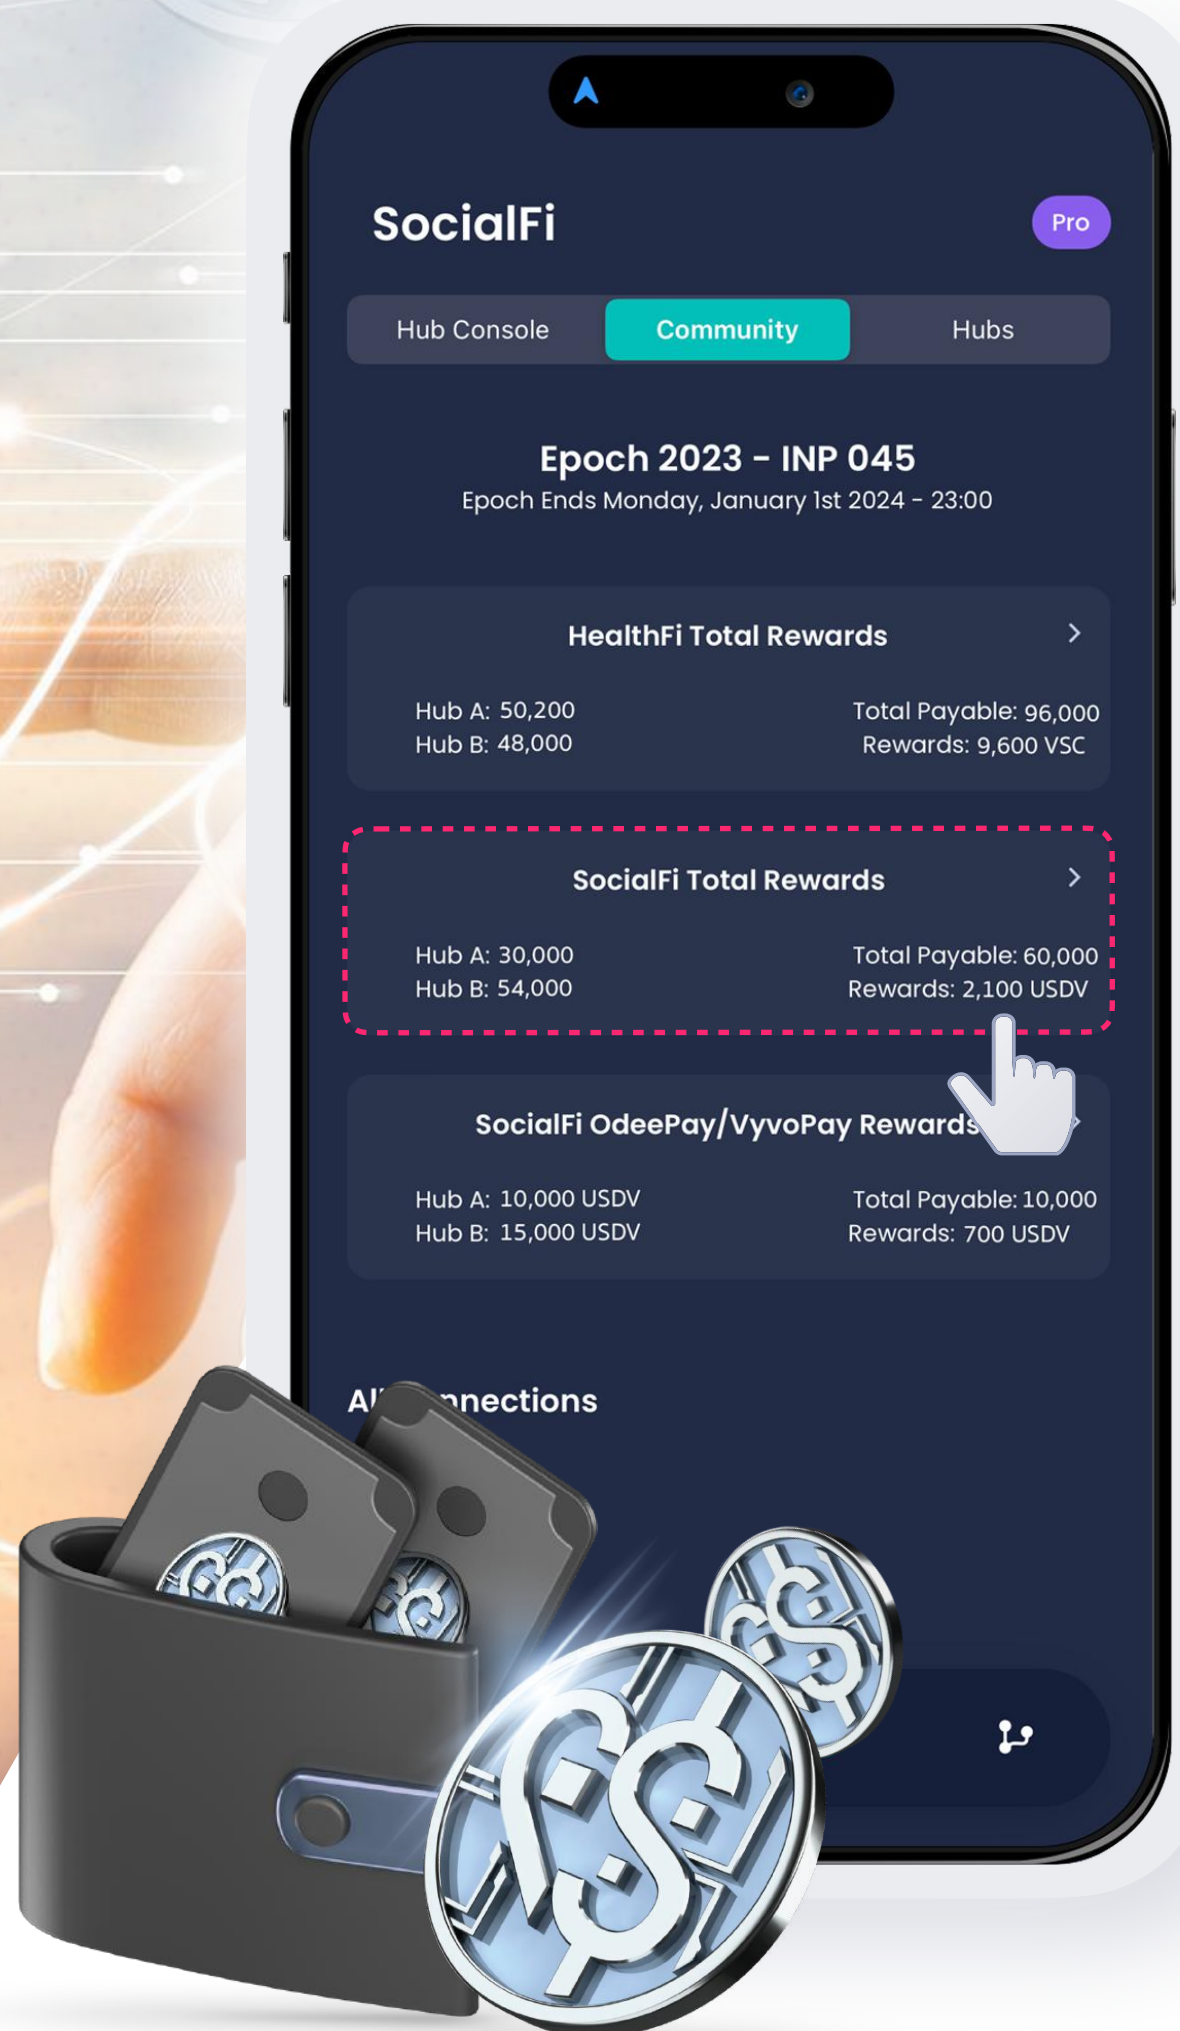 SocialFi
Pro
Hub Console
Community
Hubs
Epoch 2023 - INP 045
Epoch Ends Monday, January 1st 2024 - 23:00
HealthFi Total Rewards
Hub A: 50,200
Total Payable: 96,000
Hub B: 48,000
Rewards: 9,600 VSC
SocialFi Total Rewards
Hub A: 30,000
Total Payable: 60,000
Hub B: 54,000
Rewards: 2,100 USDV
SocialFi OdeePay/VyvoPay Rewards
Hub A: 10,000 USDV
Total Payable: 10,000
Hub B: 15,000 USDV
Rewards: 700 USDV
All Connections